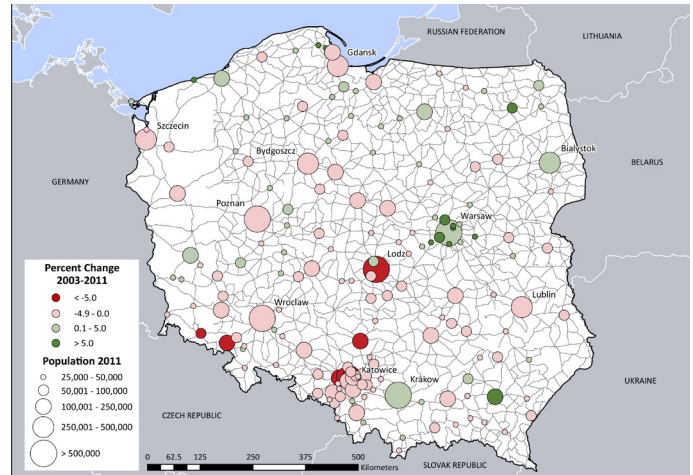 RUSSIAN FEDERATION
LITHUANIA
Gdansk
Szczecin
Bydgoszcz
Bialystok
BELARUS
GERMANY
Poznan
Warsaw
Lodz
Percent Change
2003-2011
< -5.0
-4.9 - 0.0
0.1 - 5.0
> 5.0
Population 2011
25,000 - 50,000
50,001 - 100,000
100,001 - 250,000
250,001 - 500,000
> 500,000
Wroclaw
Lublin
Katowice
Krakow
UKRAINE
CZECH REPUBLIC
SLOVAK REPUBLIC
0 62.5 125 250 375 500
Kilometers